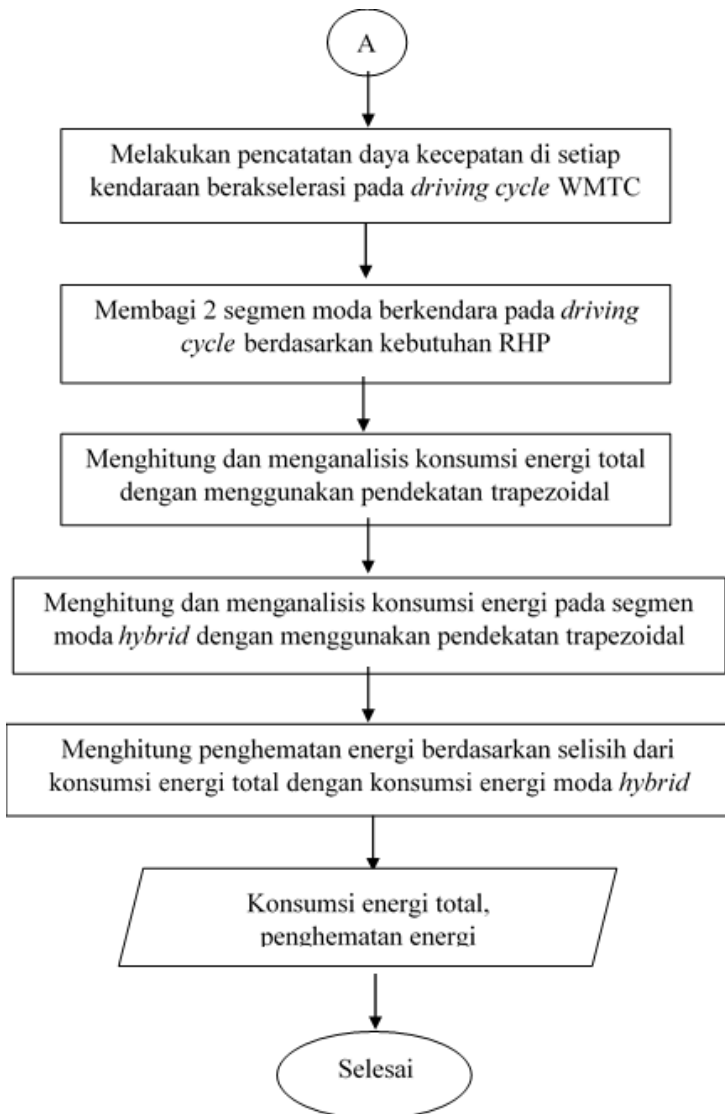 A
Melakukan pencatatan daya kecepatan di setiap
kendaraan berakselerasi pada driving cycle WMTC
Membagi 2 segmen moda berkendara pada driving
cycle berdasarkan kebutuhan RHP
Menghitung dan menganalisis konsumsi energi total
dengan menggunakan pendekatan trapezoidal
Menghitung dan menganalisis konsumsi energi pada segmen
moda hybrid dengan menggunakan pendekatan trapezoidal
Menghitung penghematan energi berdasarkan selisih dari
konsumsi energi total dengan konsumsi energi moda hybrid
Konsumsi energi total,
penghematan energi
Selesai